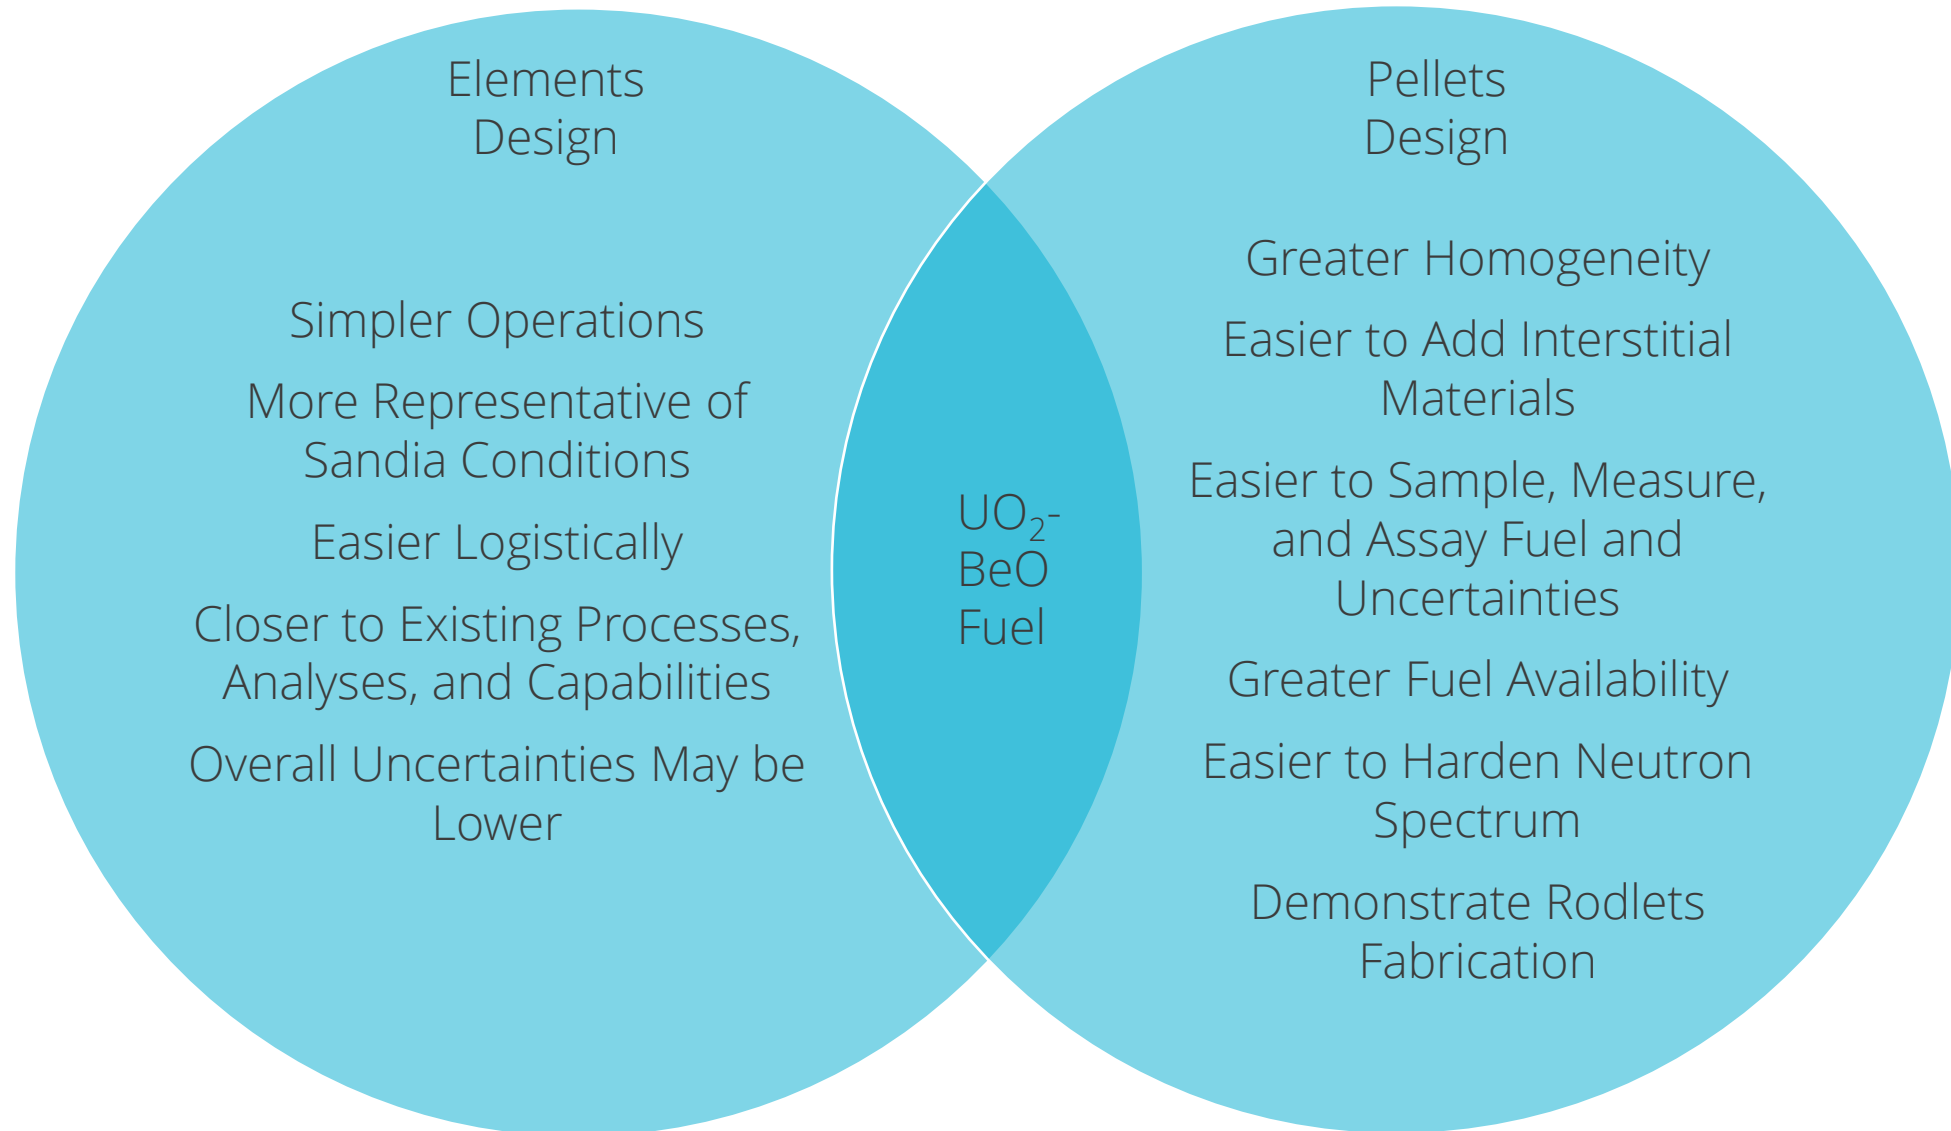 Elements
Design
Simpler Operations
More Representative of
Sandia Conditions
Easier Logistically
Closer to Existing Processes,
Analyses, and Capabilities
Overall Uncertainties May be
Lower
UO₂-
BeO
Fuel
Pellets
Design
Greater Homogeneity
Easier to Add Interstitial
Materials
Easier to Sample, Measure,
and Assay Fuel and
Uncertainties
Greater Fuel Availability
Easier to Harden Neutron
Spectrum
Demonstrate Rodlets
Fabrication